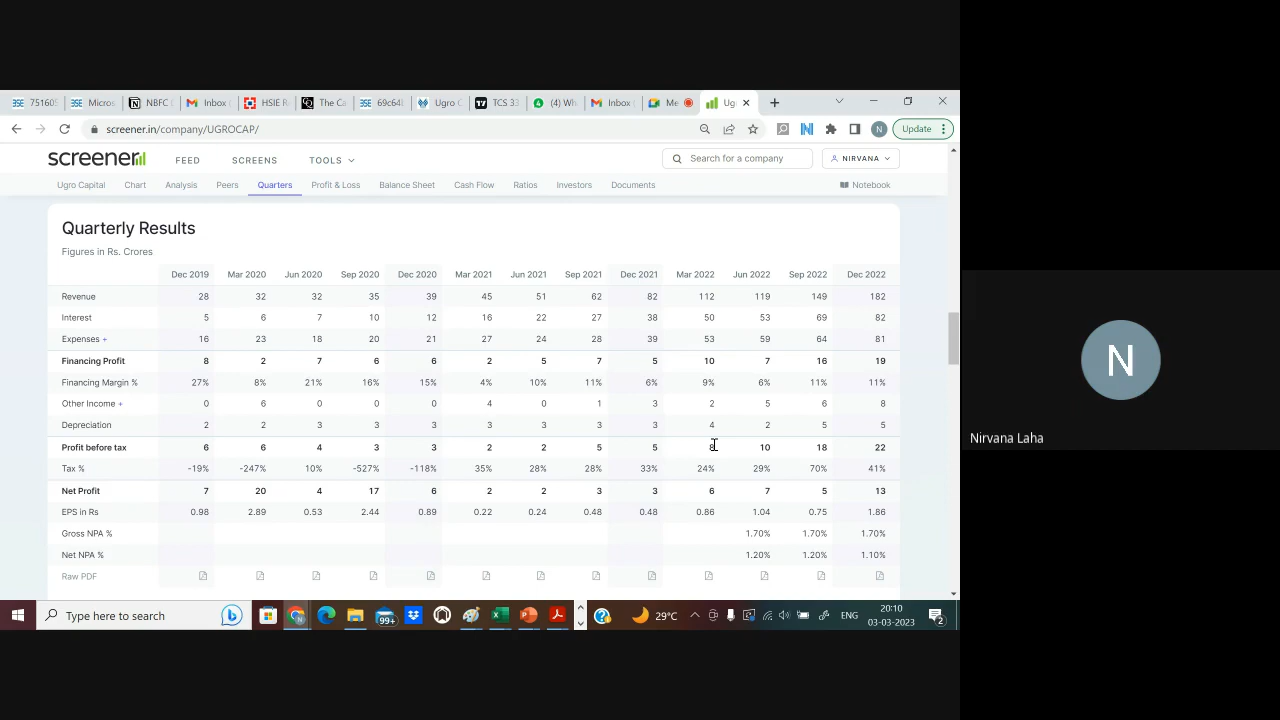 75160 Micros NBFC ( Inbox ( HSIE R The Ca 69c64 Ugro C TCS 33 (4) Wh Inbox ( Me Ug
screener.in/company/UGROCAP/ N Update
screener FEED SCREENS TOOLS Search for a company NIRVANA
Ugro Capital Chart Analysis Peers Quarters Profit & Loss Balance Sheet Cash Flow Ratios Investors Documents Notebook
Quarterly Results
Figures in Rs. Crores
Dec 2019 Mar 2020 Jun 2020 Sep 2020 Dec 2020 Mar 2021 Jun 2021 Sep 2021 Dec 2021 Mar 2022 Jun 2022 Sep 2022 Dec 2022
Revenue 28 32 32 35 39 45 51 62 82 112 119 149 182
Interest 5 6 7 10 12 16 22 27 38 50 53 69 82
Expenses + 16 23 18 20 21 27 24 28 39 53 59 64 81
Financing Profit 8 2 7 6 6 2 5 7 5 10 7 16 19
Financing Margin % 27% 8% 21% 16% 15% 4% 10% 11% 6% 9% 6% 11% 11%
Other Income + 0 6 0 0 0 4 0 1 3 2 5 6 8
Depreciation 2 2 3 3 3 3 3 3 3 4 2 5 5
Profit before tax 6 6 4 3 3 2 2 5 5 10 18 22
Tax % -19% -247% 10% -527% -118% 35% 28% 28% 33% 24% 29% 70% 41%
Net Profit 7 20 4 17 6 2 2 3 3 6 7 5 13
EPS in Rs 0.98 2.89 0.53 2.44 0.89 0.22 0.24 0.48 0.48 0.86 1.04 0.75 1.86
Gross NPA % 1.70% 1.70% 1.70%
Net NPA % 1.20% 1.20% 1.10%
Raw PDF
Type here to search 99+ 29°C ENG 20:10
03-03-2023 2
N
Nirvana Laha